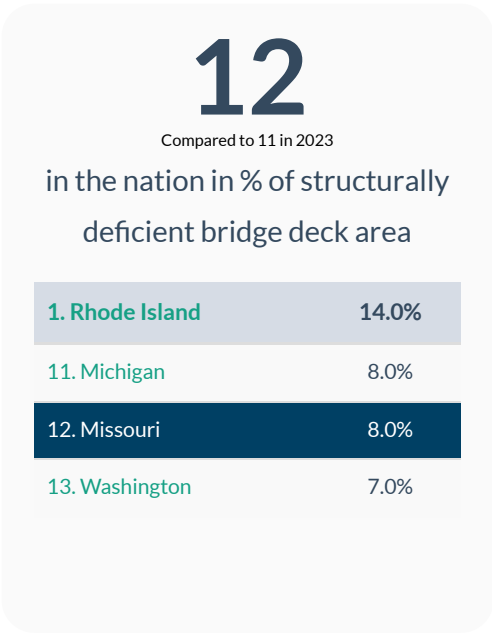 12
Compared to 11 in 2023
in the nation in % of structurally
deficient bridge deck area
1. Rhode Island 14.0%
11. Michigan 8.0%
12. Missouri 8.0%
13. Washington 7.0%